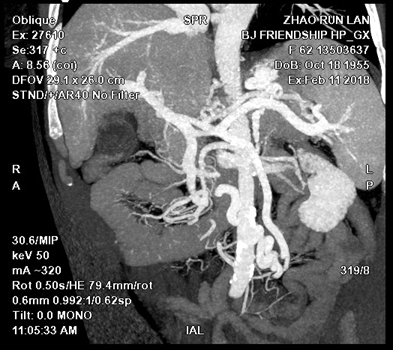 Oblique
Ex: 27610
Se:317 +c
A: 8.56 (coi)
DFOV 29.1 x 26.0 cm
STND/+/AR40 No Filter
SPR
ZHAO RUN LAN
BJ FRIENDSHIP HP_GX
F 62 13503637
DoB: Oct 18 1955
Ex:Feb 11 2018
R
A
L
P
30.6/MIP
keV 50
mA ~320
Rot 0.50s/HE 79.4mm/rot
0.6mm 0.992:1/0.62sp
Tilt: 0.0 MONO
11:05:33 AM
IAL
319/8